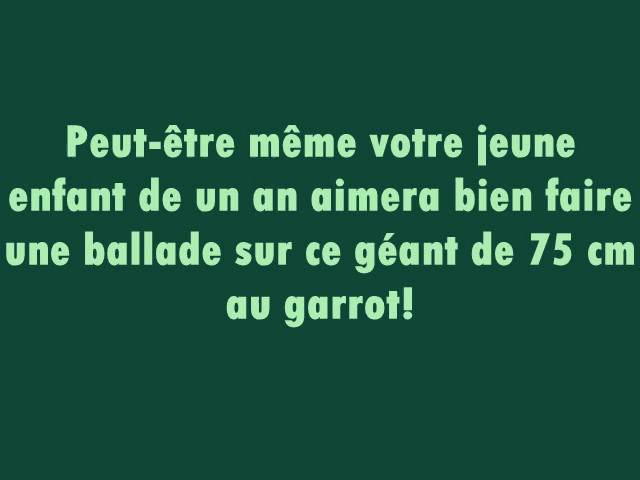 Peut-être même votre jeune
enfant de un an aimera bien faire
une ballade sur ce géant de 75 cm
au garrot!